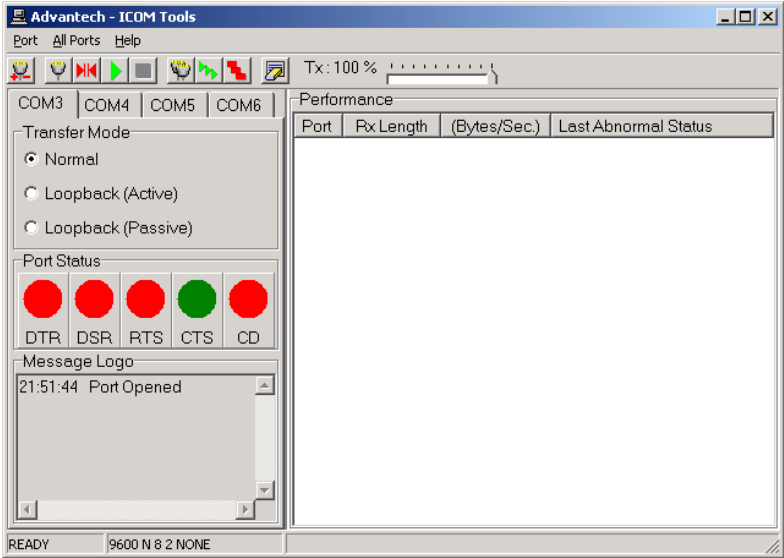 Advantech - ICOM Tools
Port All Ports Help
Tx : 100 %
COM3 COM4 COM5 COM6
Transfer Mode
Normal
Loopback (Active)
Loopback (Passive)
Port Status
DTR DSR RTS CTS CD
Message Logo
21:51:44 Port Opened
Performance
Port Rx Length (Bytes/Sec.) Last Abnormal Status
READY 9600 N 8 2 NONE